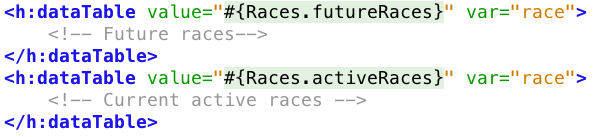 <h:dataTable value="#{Races.futureRaces}" var="race">
    <!-- Future races-->
</h:dataTable>
<h:dataTable value="#{Races.activeRaces}" var="race">
    <!-- Current active races -->
</h:dataTable>